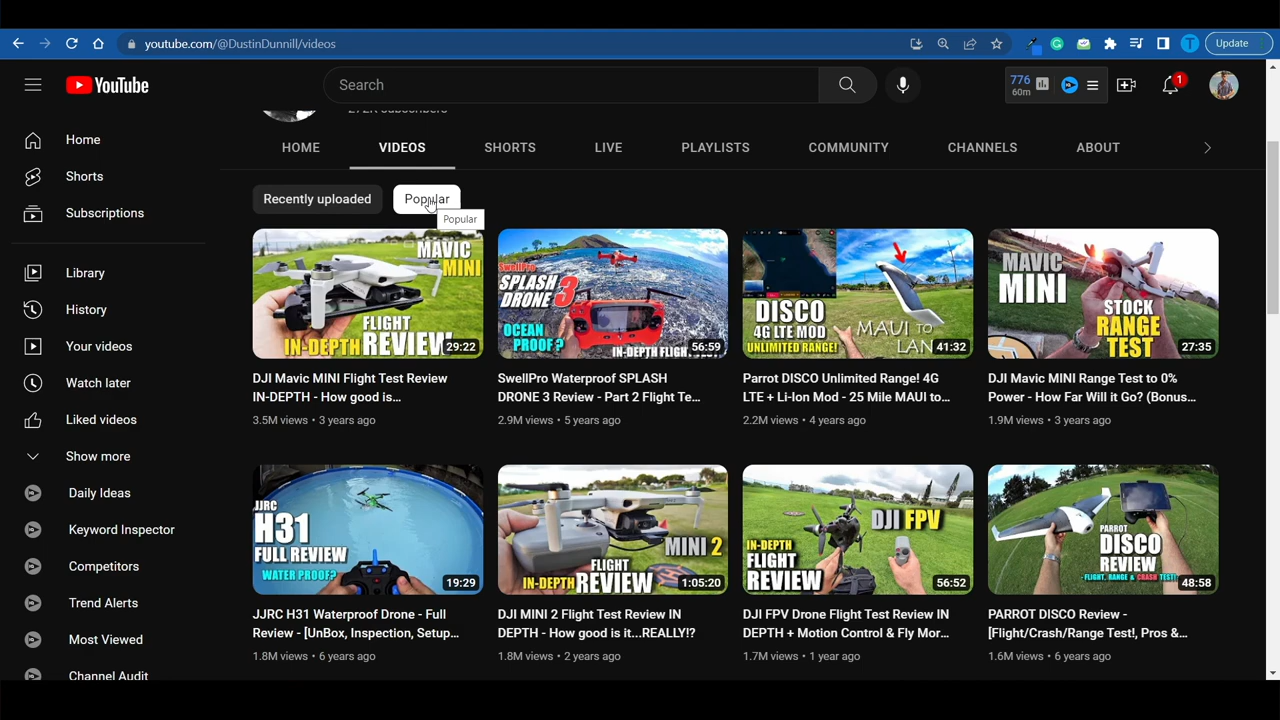 youtube.com/@DustinDunnill/videos
Update
YouTube
Search
776
60m
1
272K subscribers
Home
Shorts
Subscriptions
Library
History
Your videos
Watch later
Liked videos
Show more
Daily Ideas
Keyword Inspector
Competitors
Trend Alerts
Most Viewed
Channel Audit
HOME
VIDEOS
SHORTS
LIVE
PLAYLISTS
COMMUNITY
CHANNELS
ABOUT
Recently uploaded
Popular
Popular
MAVIC
MINI
FLIGHT
IN-DEPTH REVIEW
29:22
DJI Mavic MINI Flight Test Review
IN-DEPTH - How good is...
3.5M views • 3 years ago
SwellPro
SPLASH
DRONE 3
OCEAN
PROOF?
IN-DEPTH FLIGHT
56:59
SwellPro Waterproof SPLASH
DRONE 3 Review - Part 2 Flight Te...
2.9M views • 5 years ago
DISCO
4G LTE MOD
UNLIMITED RANGE!
MAUI TO
41:32
Parrot DISCO Unlimited Range! 4G
LTE + Li-Ion Mod - 25 Mile MAUI to...
2.2M views • 4 years ago
MAVIC
MINI
STOCK
RANGE
TEST
27:35
DJI Mavic MINI Range Test to 0%
Power - How Far Will it Go? (Bonus...
1.9M views • 3 years ago
JJRC
H31
FULL REVIEW
WATER PROOF?
19:29
JJRC H31 Waterproof Drone - Full
Review - [UnBox, Inspection, Setup...
1.8M views • 6 years ago
MINI 2
FLIGHT
IN-DEPTH REVIEW
1:05:20
DJI MINI 2 Flight Test Review IN
DEPTH - How good is it...REALLY!?
1.8M views • 2 years ago
DJI FPV
IN-DEPTH
FLIGHT
REVIEW
56:52
DJI FPV Drone Flight Test Review IN
DEPTH + Motion Control & Fly Mor...
1.7M views • 1 year ago
PARROT
DISCO
REVIEW
- FLIGHT, RANGE & CRASH TEST!
48:58
PARROT DISCO Review -
[Flight/Crash/Range Test!, Pros &...
1.6M views • 6 years ago